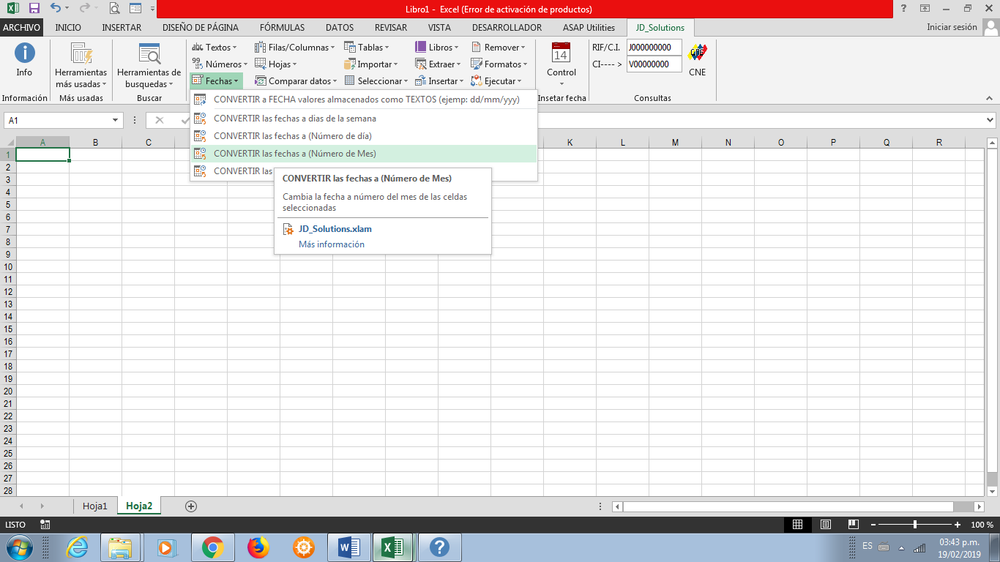 Libro1 - Excel (Error de activación de productos)
ARCHIVO INICIO INSERTAR DISEÑO DE PÁGINA FÓRMULAS DATOS REVISAR VISTA DESARROLLADOR ASAP Utilities JD_Solutions Iniciar sesión
abc Textos Filas/Columnas Tablas Libros Remover RIF/C.I. J000000000
Números Hojas Importar Extraer Formatos CI----> V00000000
Fechas Comparar datos Seleccionar Insertar Ejecutar
Info Herramientas más usadas Herramientas de busquedas 14 Control CNE
Información Más usadas Buscar Insetar fecha Consultas
CONVERTIR a FECHA valores almacenados como TEXTOS (ejemp: dd/mm/yyy)
CONVERTIR las fechas a dias de la semana
CONVERTIR las fechas a (Número de día)
CONVERTIR las fechas a (Número de Mes)
CONVERTIR las
CONVERTIR las fechas a (Número de Mes)
Cambia la fecha a número del mes de las celdas
seleccionadas
JD_Solutions.xlam
Más información
A1
A B C K L M N O P Q R
1
2
3
4
5
6
7
8
9
10
11
12
13
14
15
16
17
18
19
20
21
22
23
24
25
26
27
28
Hoja1 Hoja2
LISTO 100 %
ES 03:43 p.m.
19/02/2019